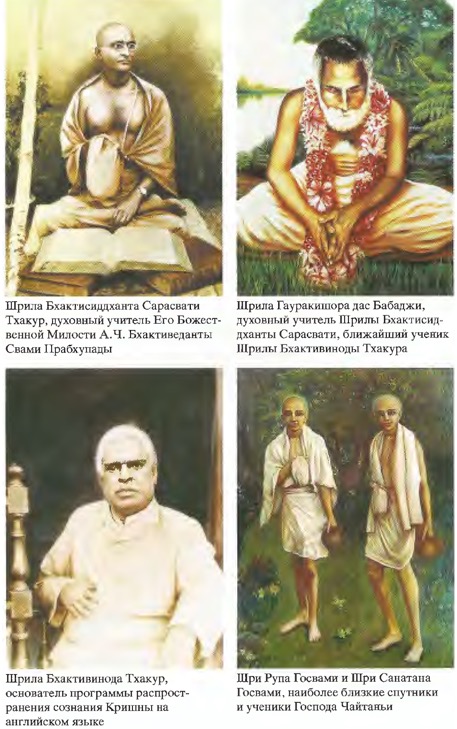 Шрила Бхактисиддханта Сарасвати
Тхакур, духовный учитель Его Божест-
венной Милости А.Ч. Бхактиведанты
Свами Прабхупады
Шрила Гауракишора дас Бабаджи,
духовный учитель Шрилы Бхактисид-
дханты Сарасвати, ближайший ученик
Шрилы Бхактивиноды Тхакура
Шрила Бхактивинода Тхакур,
основатель программы распрост-
ранения сознания Кришны на
английском языке
Шри Рупа Госвами и Шри Санатана
Госвами, наиболее близкие спутники
и ученики Господа Чайтаньи